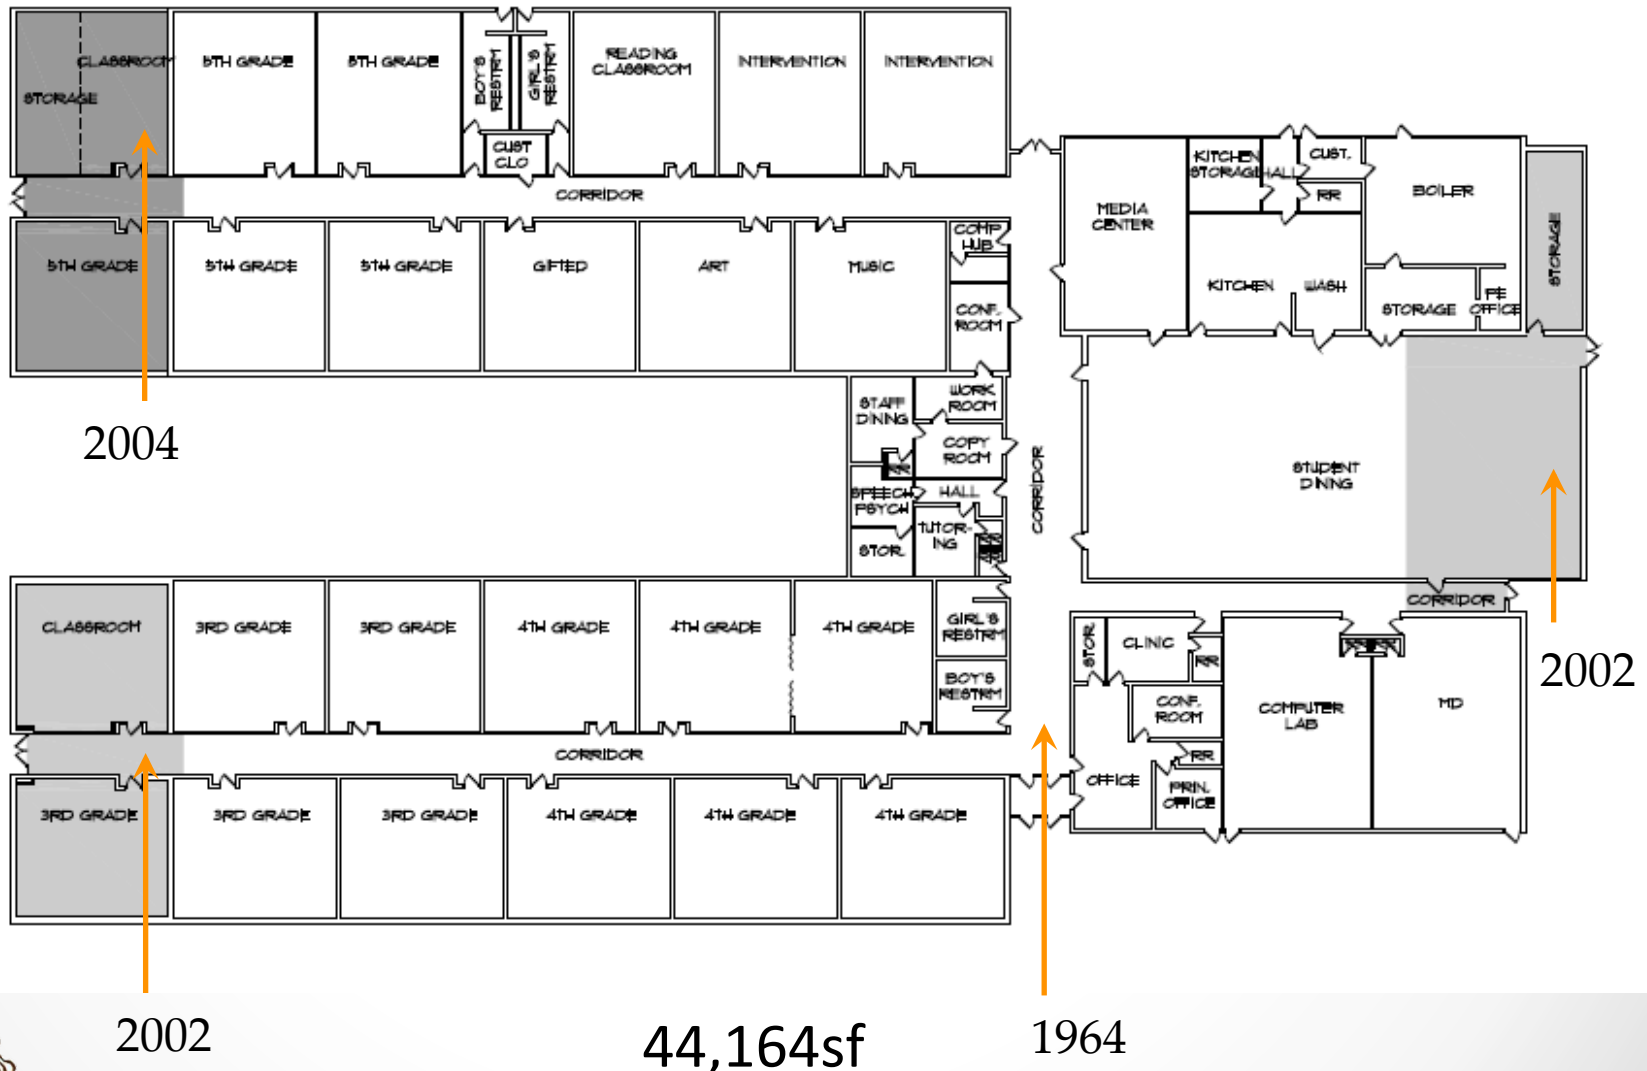 CLASSROOM
STORAGE
5TH GRADE
5TH GRADE
BOY'S
RESTRM
GIRL'S
RESTRM
CUST
CLO
READING
CLASSROOM
INTERVENTION
INTERVENTION
CORRIDOR
5TH GRADE
5TH GRADE
5TH GRADE
GIFTED
ART
MUSIC
COMP
HUB
CONF.
ROOM
MEDIA
CENTER
KITCHEN
STORAGE
HALL
CUST.
RR
BOILER
KITCHEN
WASH
STORAGE
PE
OFFICE
STORAGE
2004
STAFF
DINING
WORK
ROOM
COPY
ROOM
SPEECH
PSYCH
HALL
TUTOR-
ING
STOR.
CORRIDOR
STUDENT
DINING
CORRIDOR
2002
CLASSROOM
3RD GRADE
3RD GRADE
4TH GRADE
4TH GRADE
4TH GRADE
GIRL'S
RESTRM
BOY'S
RESTRM
CORRIDOR
3RD GRADE
3RD GRADE
3RD GRADE
4TH GRADE
4TH GRADE
4TH GRADE
STOR.
CLINIC
RR
CONF.
ROOM
RR
OFFICE
PRIN.
OFFICE
COMPUTER
LAB
MD
2002
44,164sf
1964